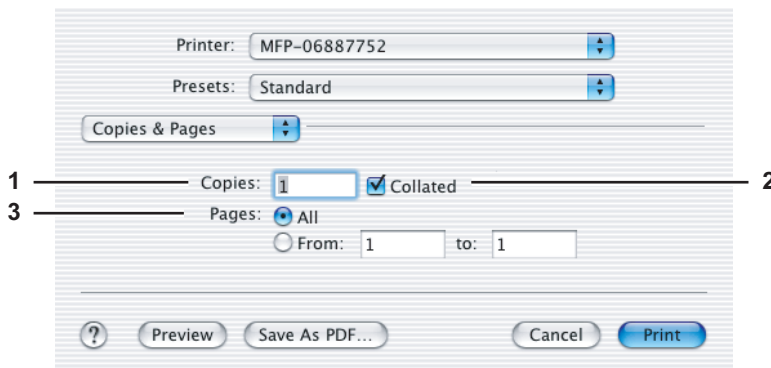 Printer: MFP-06887752
Presets: Standard
Copies & Pages
1 Copies: 1 Collated 2
3 Pages: All
From: 1 to: 1
? Preview Save As PDF... Cancel Print